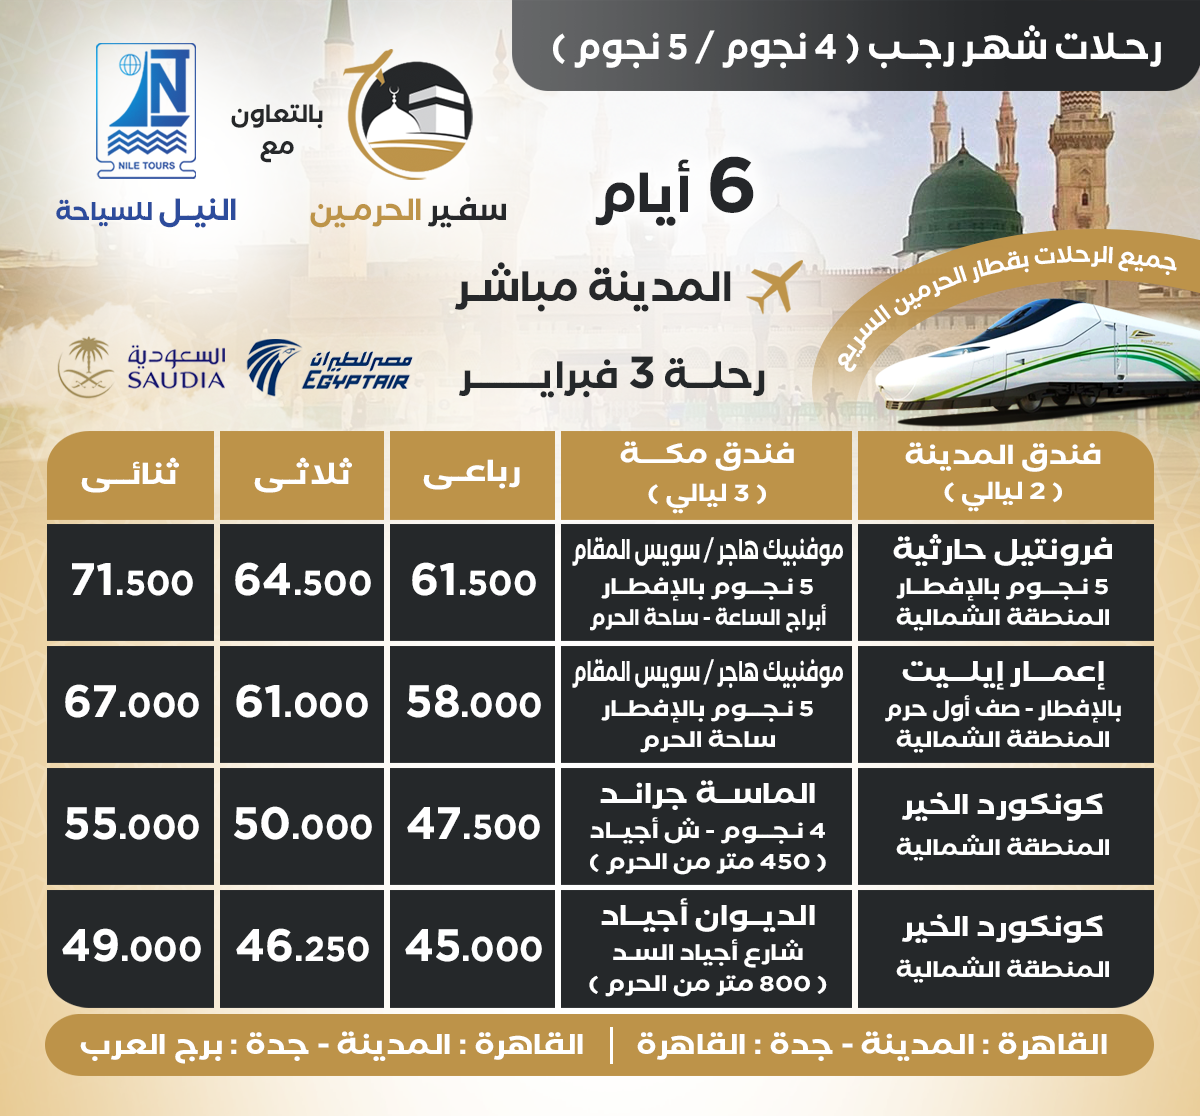 رحلات شهر رجب ( 4 نجوم / 5 نجوم )
NILE TOURS
بالتعاون
مع
سفير الحرمين
النيل للسياحة
6 أيام
المدينة مباشر
رحلة 3 فبراير
جميع الرحلات بقطار الحرمين السريع
مصر للطيران
EGYPTAIR
السعودية
SAUDIA
فندق المدينة
( 2 ليالي )
فندق مكة
( 3 ليالي )
رباعى
ثلاثى
ثنائى
فرونتيل حارثية
5 نجوم بالإفطار
المنطقة الشمالية
موفنبيك هاجر / سويس المقام
5 نجوم بالإفطار
أبراج الساعة - ساحة الحرم
61.500
64.500
71.500
إعمار إيليت
بالإفطار - صف أول حرم
المنطقة الشمالية
موفنبيك هاجر / سويس المقام
5 نجوم بالإفطار
ساحة الحرم
58.000
61.000
67.000
كونكورد الخير
المنطقة الشمالية
الماسة جراند
4 نجوم - ش أجياد
( 450 متر من الحرم )
47.500
50.000
55.000
كونكورد الخير
المنطقة الشمالية
الديوان أجياد
شارع أجياد السد
( 800 متر من الحرم )
45.000
46.250
49.000
القاهرة : المدينة - جدة : القاهرة | القاهرة : المدينة - جدة : برج العرب